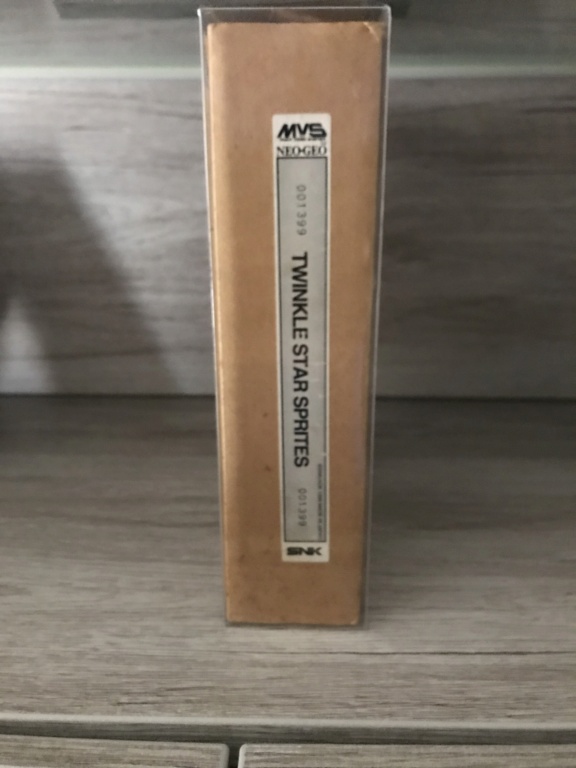 MVS
NEO•GEO
001399
TWINKLE STAR SPRITES
001399
SNK